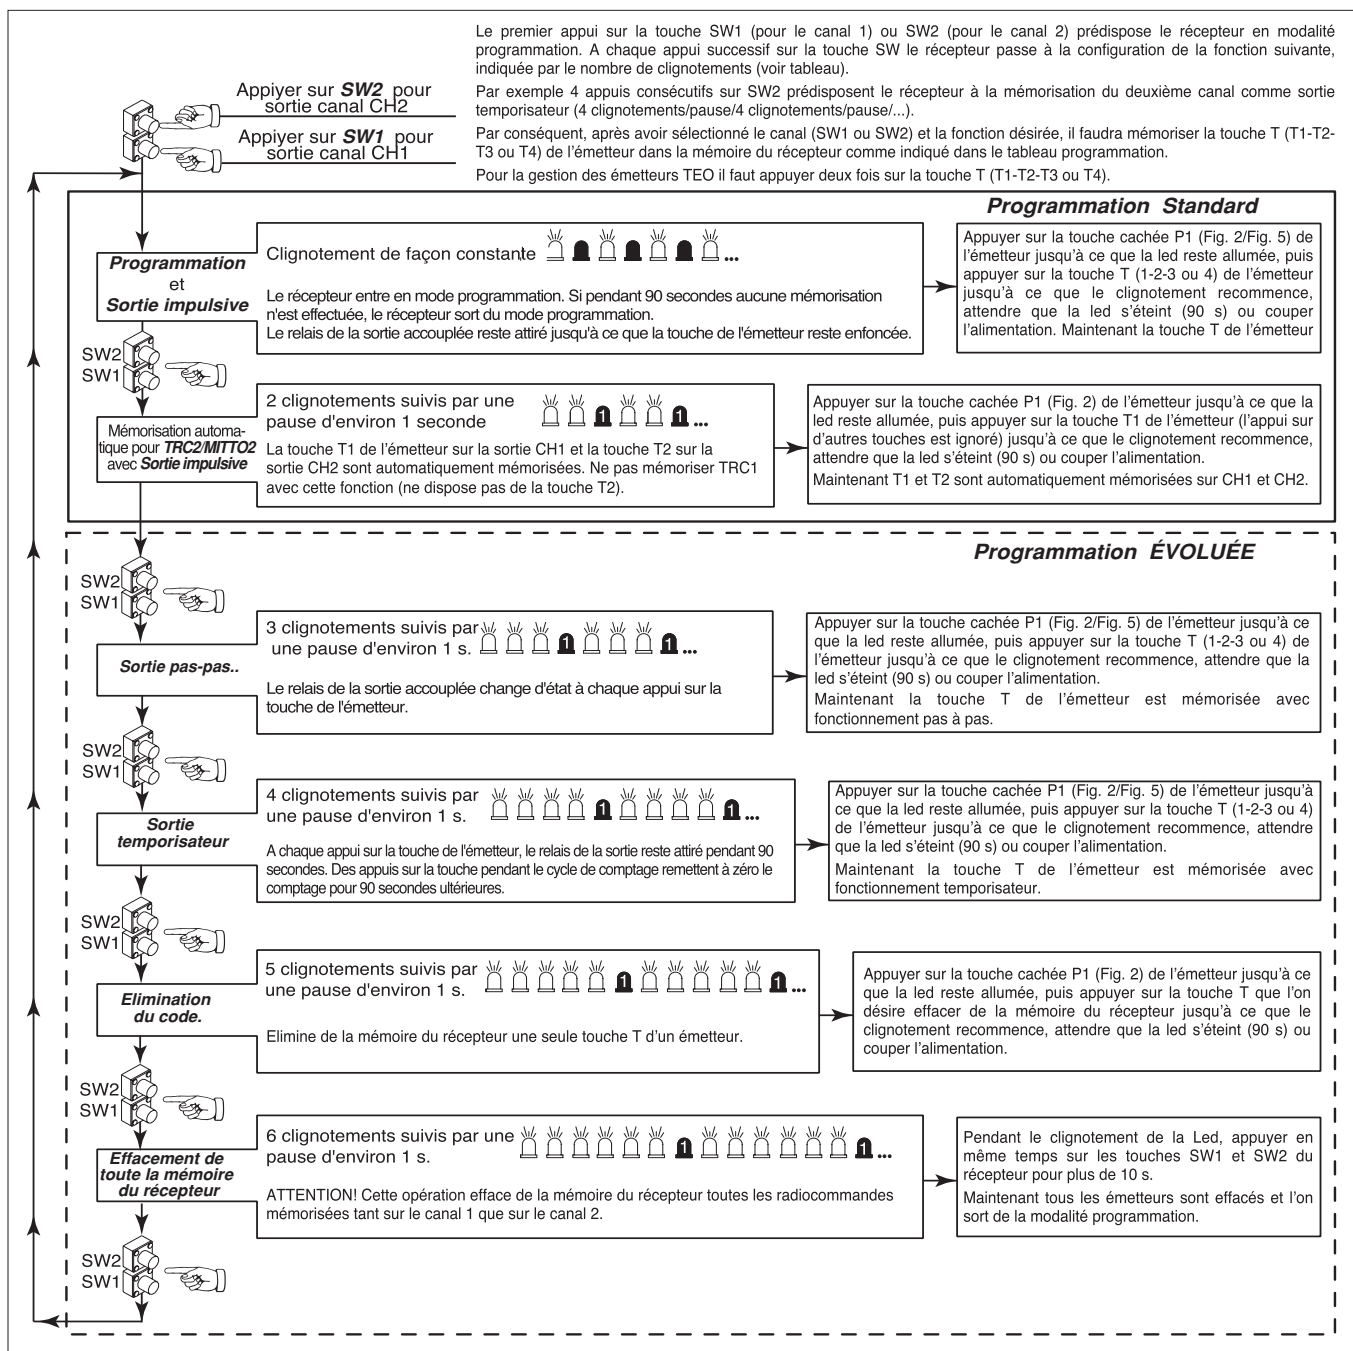 Le premier appui sur la touche SW1 (pour le canal 1) ou SW2 (pour le canal 2) prédispose le récepteur en modalité
programmation. A chaque appui successif sur la touche SW le récepteur passe à la configuration de la fonction suivante,
indiquée par le nombre de clignotements (voir tableau).
Par exemple 4 appuis consécutifs sur SW2 prédisposent le récepteur à la mémorisation du deuxième canal comme sortie
temporisateur (4 clignotements/pause/4 clignotements/pause/...).
Par conséquent, après avoir sélectionné le canal (SW1 ou SW2) et la fonction désirée, il faudra mémoriser la touche T (T1-T2-
T3 ou T4) de l’émetteur dans la mémoire du récepteur comme indiqué dans le tableau programmation.
Pour la gestion des émetteurs TEO il faut appuyer deux fois sur la touche T (T1-T2-T3 ou T4).
Appiyer sur SW2 pour
sortie canal CH2
Appiyer sur SW1 pour
sortie canal CH1
Programmation Standard
Programmation
et
Sortie impulsive
Clignotement de façon constante ...
Le récepteur entre en mode programmation. Si pendant 90 secondes aucune mémorisation
n'est effectuée, le récepteur sort du mode programmation.
Le relais de la sortie accouplée reste attiré jusqu'à ce que la touche de l'émetteur reste enfoncée.
Appuyer sur la touche cachée P1 (Fig. 2/Fig. 5) de
l’émetteur jusqu’à ce que la led reste allumée, puis
appuyer sur la touche T (1-2-3 ou 4) de l’émetteur
jusqu’à ce que le clignotement recommence,
attendre que la led s’éteint (90 s) ou couper
l’alimentation. Maintenant la touche T de l’émetteur
SW2
SW1
Mémorisation automa-
tique pour TRC2/MITTO2
avec Sortie impulsive
2 clignotements suivis par une
pause d'environ 1 seconde
1 1 ...
La touche T1 de l’émetteur sur la sortie CH1 et la touche T2 sur la
sortie CH2 sont automatiquement mémorisées. Ne pas mémoriser TRC1
avec cette fonction (ne dispose pas de la touche T2).
Appuyer sur la touche cachée P1 (Fig. 2) de l’émetteur jusqu’à ce que la
led reste allumée, puis appuyer sur la touche T1 de l’émetteur (l’appui sur
d’autres touches est ignoré) jusqu’à ce que le clignotement recommence,
attendre que la led s’éteint (90 s) ou couper l’alimentation.
Maintenant T1 et T2 sont automatiquement mémorisées sur CH1 et CH2.
Programmation ÉVOLUÉE
SW2
SW1
Sortie pas-pas..
3 clignotements suivis par
une pause d'environ 1 s.
1 1 ...
Le relais de la sortie accouplée change d'état à chaque appui sur la
touche de l'émetteur.
Appuyer sur la touche cachée P1 (Fig. 2/Fig. 5) de l’émetteur jusqu’à ce
que la led reste allumée, puis appuyer sur la touche T (1-2-3 ou 4) de
l’émetteur jusqu’à ce que le clignotement recommence, attendre que la
led s’éteint (90 s) ou couper l’alimentation.
Maintenant la touche T de l’émetteur est mémorisée avec
fonctionnement pas à pas.
SW2
SW1
Sortie
temporisateur
4 clignotements suivis par
une pause d'environ 1 s.
1 1 ...
A chaque appui sur la touche de l'émetteur, le relais de la sortie reste attiré pendant 90
secondes. Des appuis sur la touche pendant le cycle de comptage remettent à zéro le
comptage pour 90 secondes ultérieures.
Appuyer sur la touche cachée P1 (Fig. 2/Fig. 5) de l’émetteur jusqu’à
ce que la led reste allumée, puis appuyer sur la touche T (1-2-3 ou 4)
de l’émetteur jusqu’à ce que le clignotement recommence, attendre
que la led s’éteint (90 s) ou couper l’alimentation.
Maintenant la touche T de l’émetteur est mémorisée avec
fonctionnement temporisateur.
SW2
SW1
Elimination
du code.
5 clignotements suivis par
une pause d'environ 1 s.
1 1 ...
Elimine de la mémoire du récepteur une seule touche T d’un émetteur.
Appuyer sur la touche cachée P1 (Fig. 2) de l’émetteur jusqu’à ce
que la led reste allumée, puis appuyer sur la touche T que l’on
désire effacer de la mémoire du récepteur jusqu’à ce que le
clignotement recommence, attendre que la led s’éteint (90 s) ou
couper l’alimentation.
SW2
SW1
Effacement de
toute la mémoire
du récepteur
6 clignotements suivis par une
pause d'environ 1 s.
1 1 ...
ATTENTION! Cette opération efface de la mémoire du récepteur toutes les radiocommandes
mémorisées tant sur le canal 1 que sur le canal 2.
Pendant le clignotement de la Led, appuyer en
même temps sur les touches SW1 et SW2 du
récepteur pour plus de 10 s.
Maintenant tous les émetteurs sont effacés et l’on
sort de la modalité programmation.
SW2
SW1